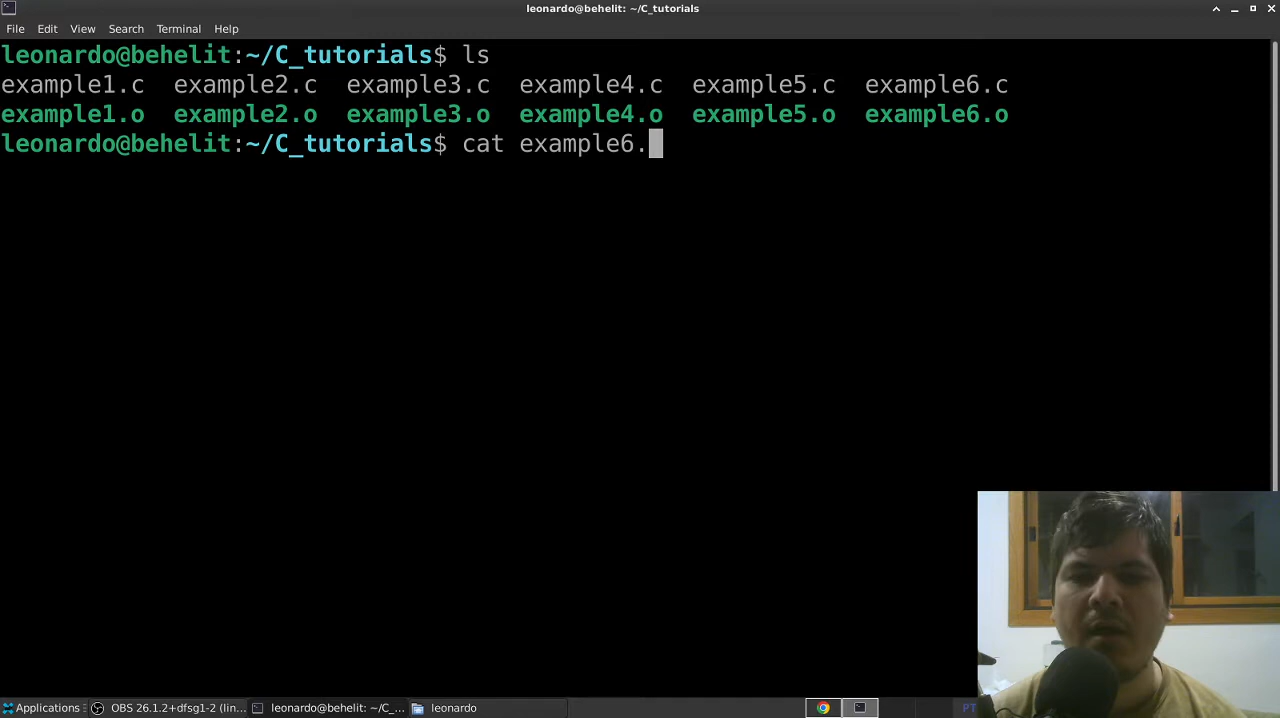 leonardo@behelit: ~/C_tutorials
File Edit View Search Terminal Help
leonardo@behelit:~/C_tutorials$ ls
example1.c example2.c example3.c example4.c example5.c example6.c
example1.o example2.o example3.o example4.o example5.o example6.o
leonardo@behelit:~/C_tutorials$ cat example6.
Applications OBS 26.1.2+dfsg1-2 (lin... leonardo@behelit: ~/C_... leonardo PT